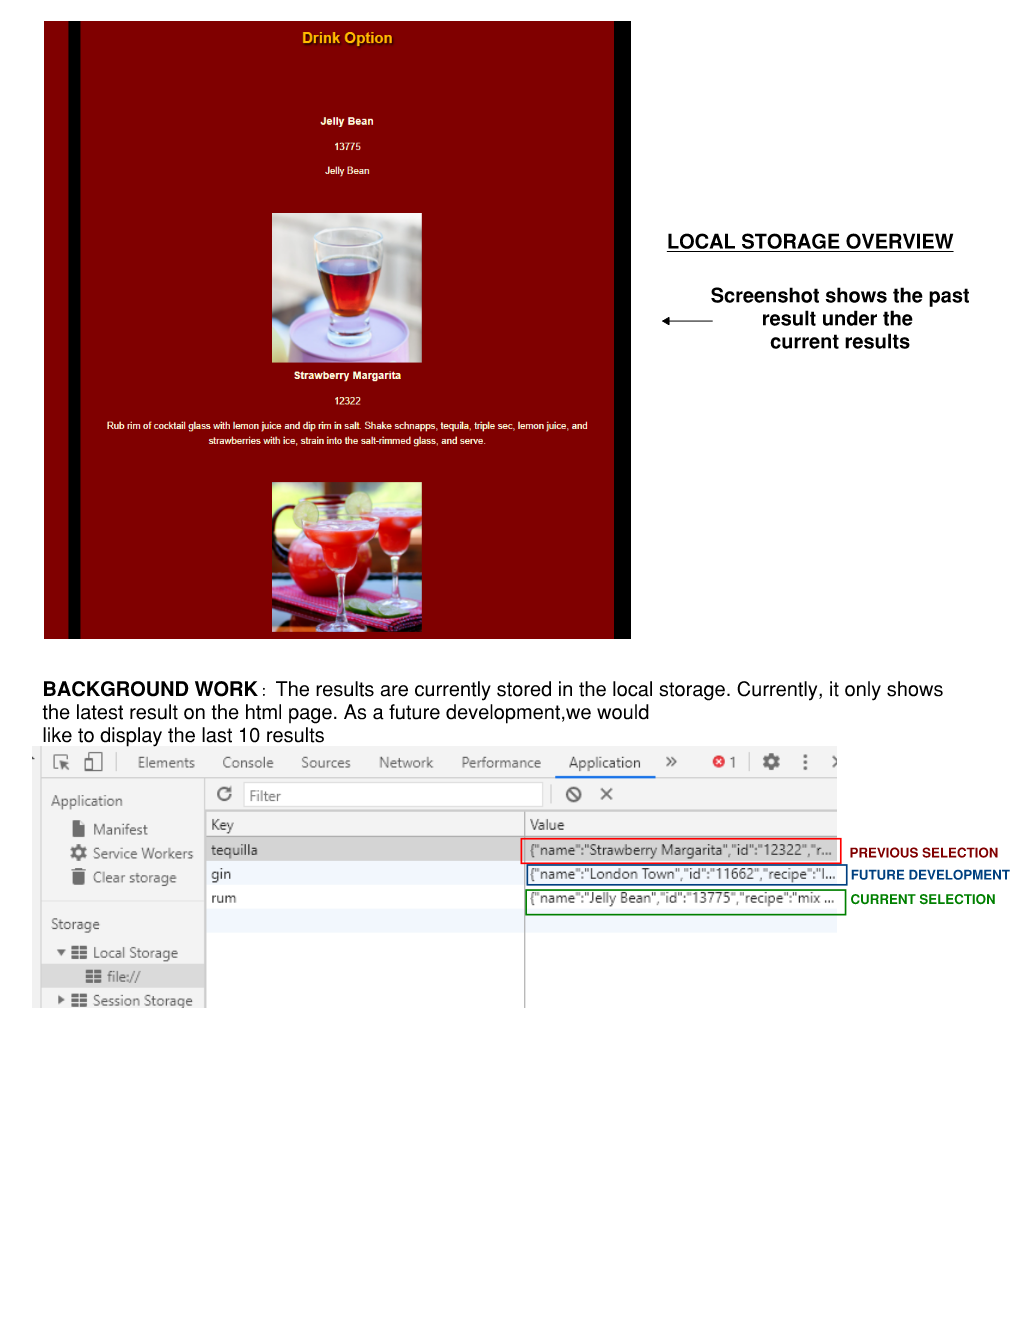 Drink Option
Jelly Bean
13775
Jelly Bean
Strawberry Margarita
12322
Rub rim of cocktail glass with lemon juice and dip rim in salt. Shake schnapps, tequila, triple sec, lemon juice, and
strawberries with ice, strain into the salt-rimmed glass, and serve.
LOCAL STORAGE OVERVIEW
Screenshot shows the past
result under the
current results
BACKGROUND WORK : The results are currently stored in the local storage. Currently, it only shows
the latest result on the html page. As a future development,we would
like to display the last 10 results
Elements Console Sources Network Performance Application » 1
Application
Manifest
Service Workers
Clear storage
Storage
Local Storage
file://
Session Storage
Filter
Key Value
tequilla {"name":"Strawberry Margarita","id":"12322","r... PREVIOUS SELECTION
gin {"name":"London Town","id":"11662","recipe":"I... FUTURE DEVELOPMENT
rum {"name":"Jelly Bean","id":"13775","recipe":"mix ... CURRENT SELECTION